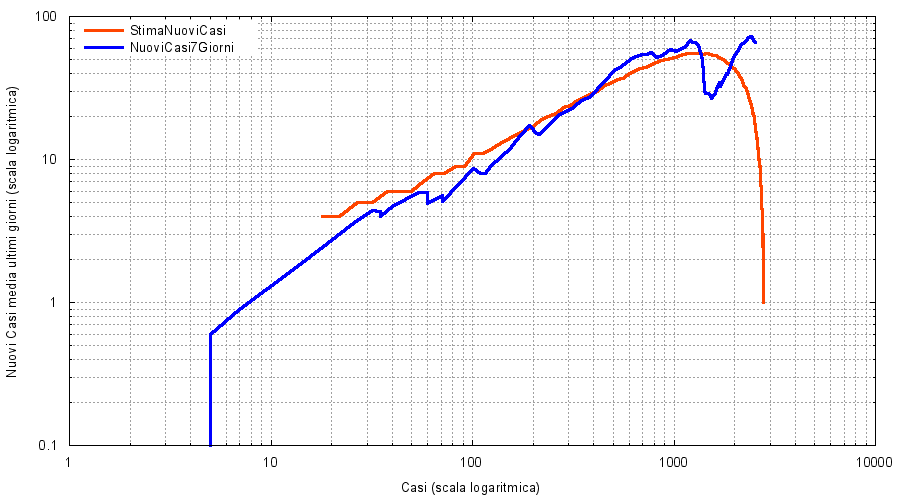 100
StimaNuoviCasi
NuoviCasi7Giorni
10
1
0.1
1 10 100 1000 10000
Nuovi Casi media ultimi giorni (scala logaritmica)
Casi (scala logaritmica)